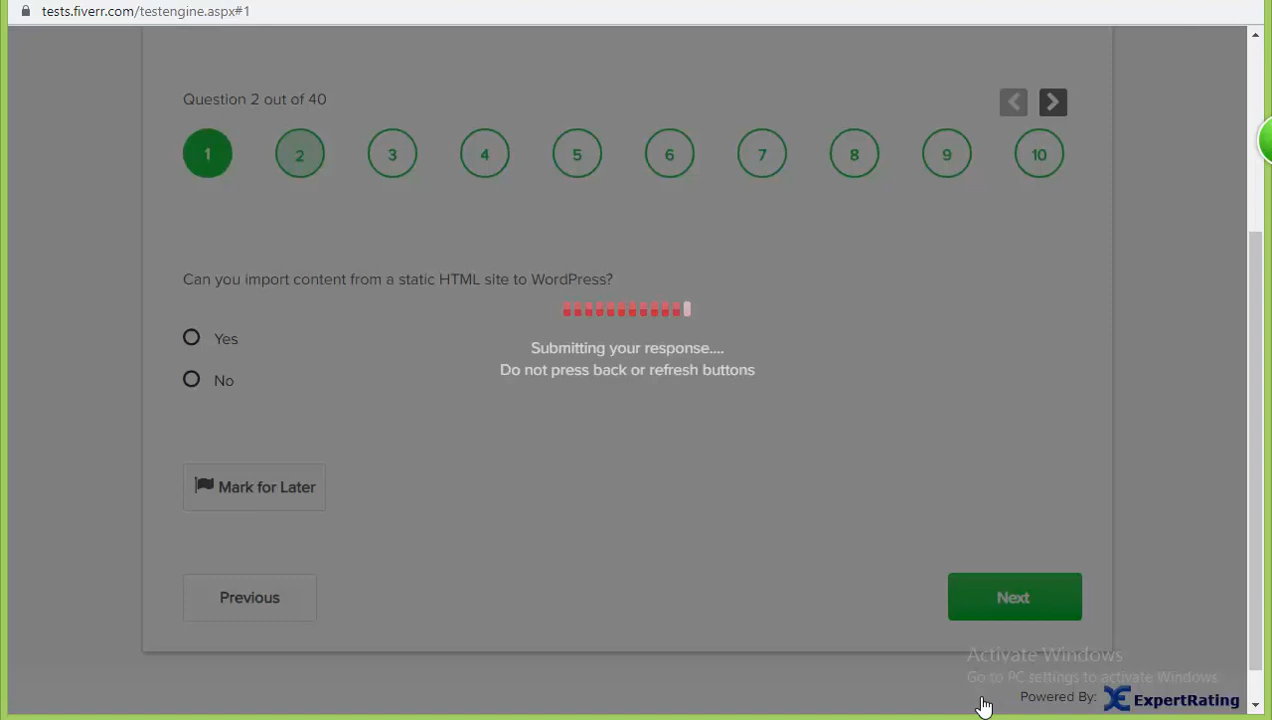 tests.fiverr.com/testengine.aspx#1
Question 2 out of 40
1 2 3 4 5 6 7 8 9 10
Can you import content from a static HTML site to WordPress?
Submitting your response....
Yes
Do not press back or refresh buttons
No
Mark for Later
Previous
Next
Activate Windows
Go to PC settings to activate Windows.
Powered By: ExpertRating